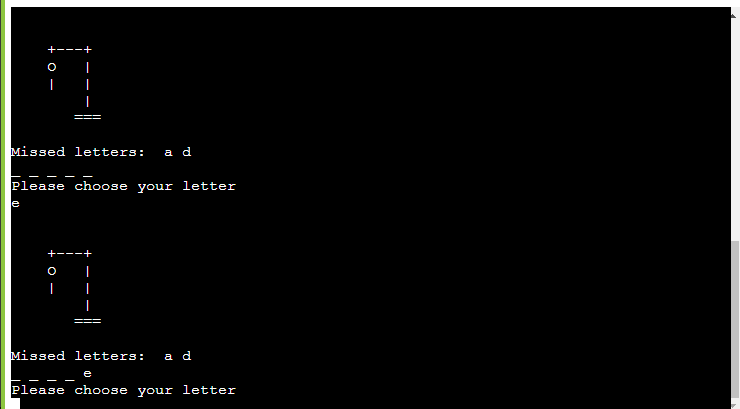 +---+
    O   |
    |   |
        |
       ===
Missed letters:  a d
_ _ _ _ _
Please choose your letter
e
    +---+
    O   |
    |   |
        |
       ===
Missed letters:  a d
_ _ _ _ e
Please choose your letter